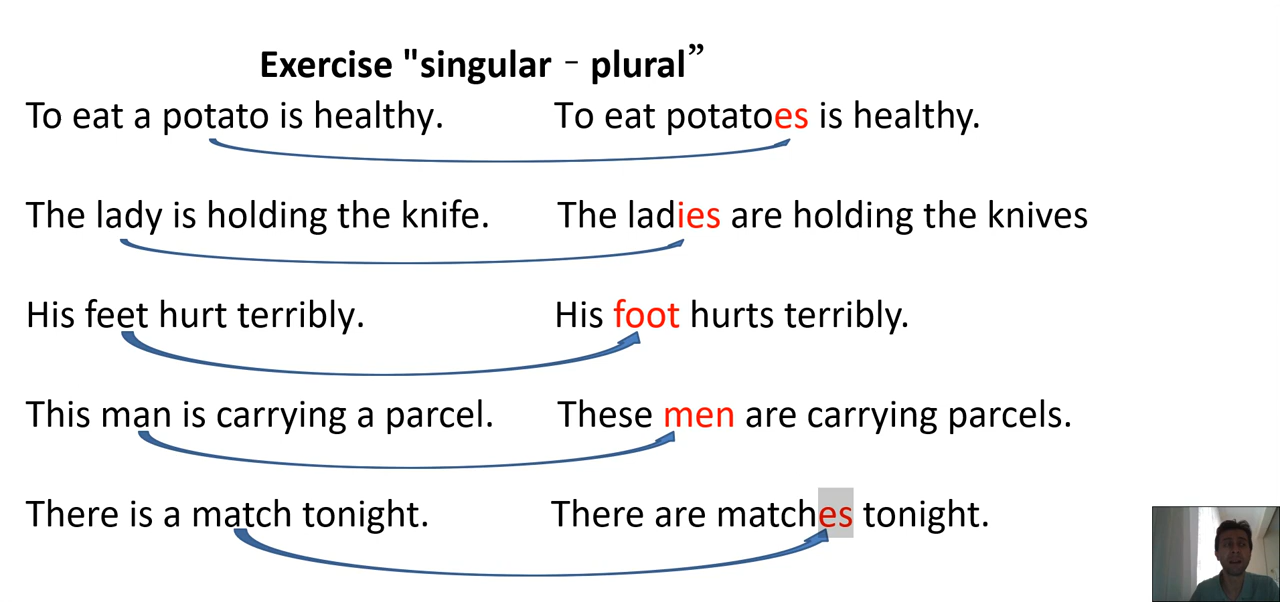 Exercise "singular – plural”
To eat a potato is healthy. To eat potatoes is healthy.
The lady is holding the knife. The ladies are holding the knives
His feet hurt terribly. His foot hurts terribly.
This man is carrying a parcel. These men are carrying parcels.
There is a match tonight. There are matches tonight.